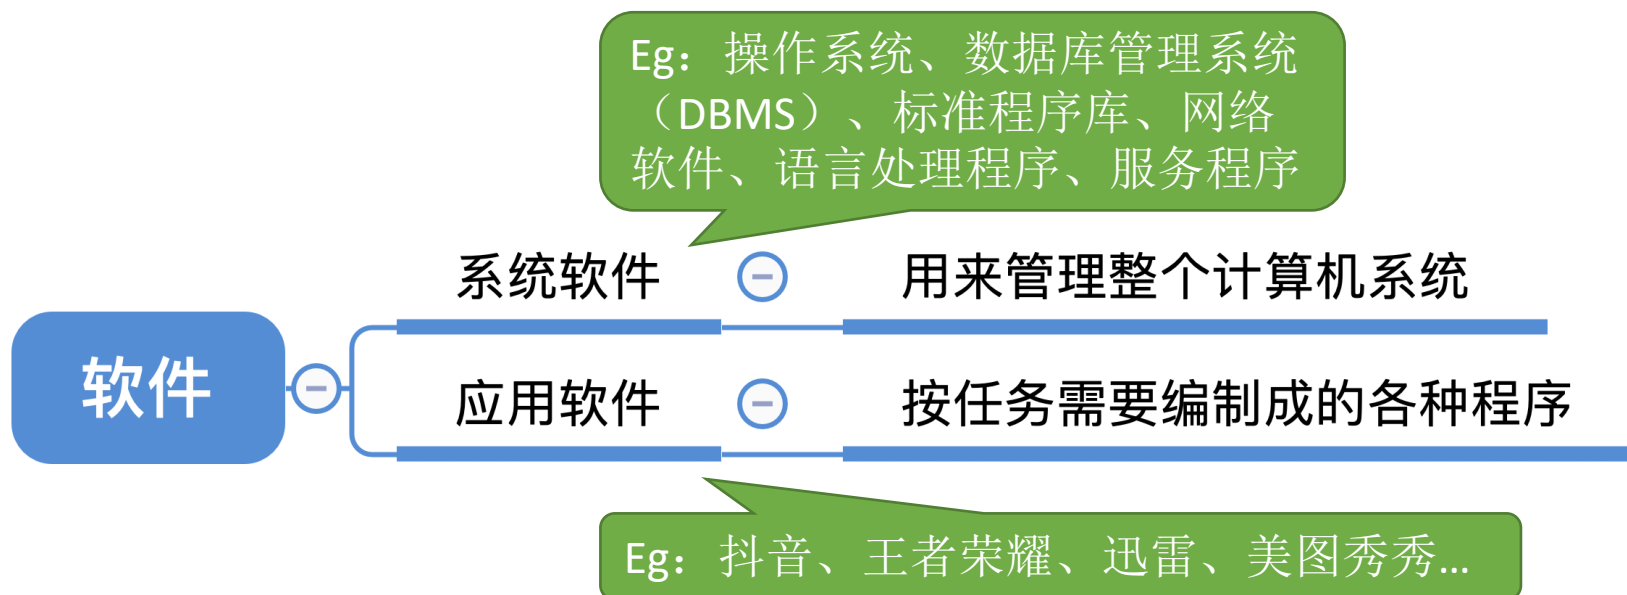 Eg：操作系统、数据库管理系统
（DBMS）、标准程序库、网络
软件、语言处理程序、服务程序
系统软件
用来管理整个计算机系统
软件
应用软件
按任务需要编制成的各种程序
Eg：抖音、王者荣耀、迅雷、美图秀秀...